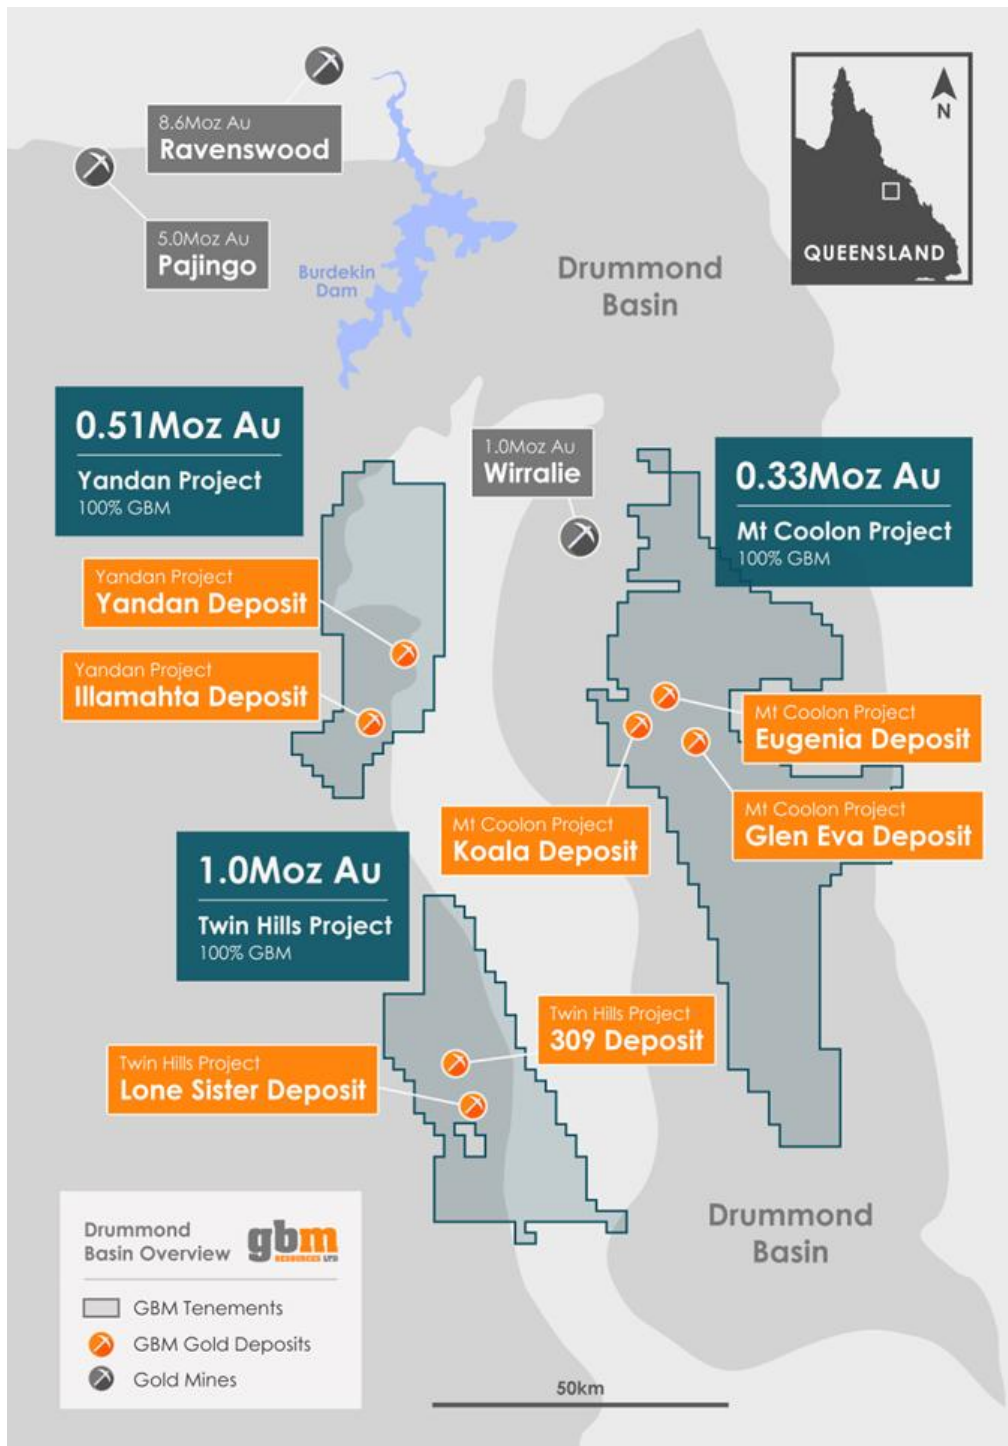 8.6Moz Au
Ravenswood
5.0Moz Au
Pajingo
Burdekin
Dam
Drummond
Basin
N
QUEENSLAND
0.51Moz Au
Yandan Project
100% GBM
1.0Moz Au
Wirralie
0.33Moz Au
Mt Coolon Project
100% GBM
Yandan Project
Yandan Deposit
Yandan Project
Illamahta Deposit
Mt Coolon Project
Eugenia Deposit
Mt Coolon Project
Koala Deposit
Mt Coolon Project
Glen Eva Deposit
1.0Moz Au
Twin Hills Project
100% GBM
Twin Hills Project
309 Deposit
Twin Hills Project
Lone Sister Deposit
Drummond
Basin
Drummond
Basin Overview
gbm
RESOURCES LTD
GBM Tenements
GBM Gold Deposits
Gold Mines
50km